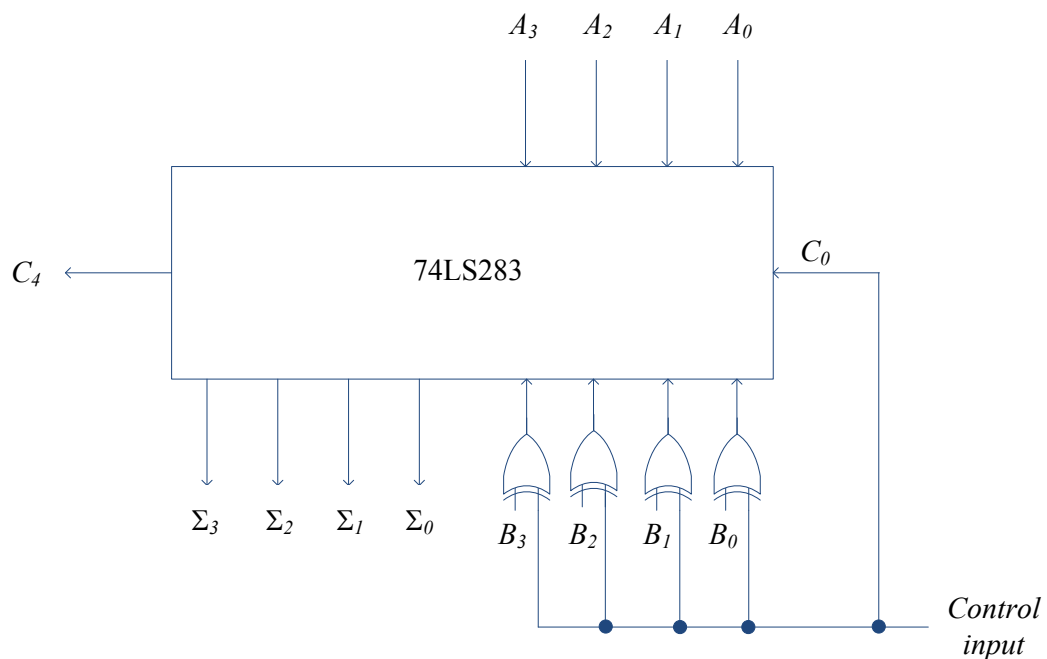 A3 A2 A1 A0
C4 74LS283 C0
Σ3 Σ2 Σ1 Σ0 B3 B2 B1 B0
Control
input